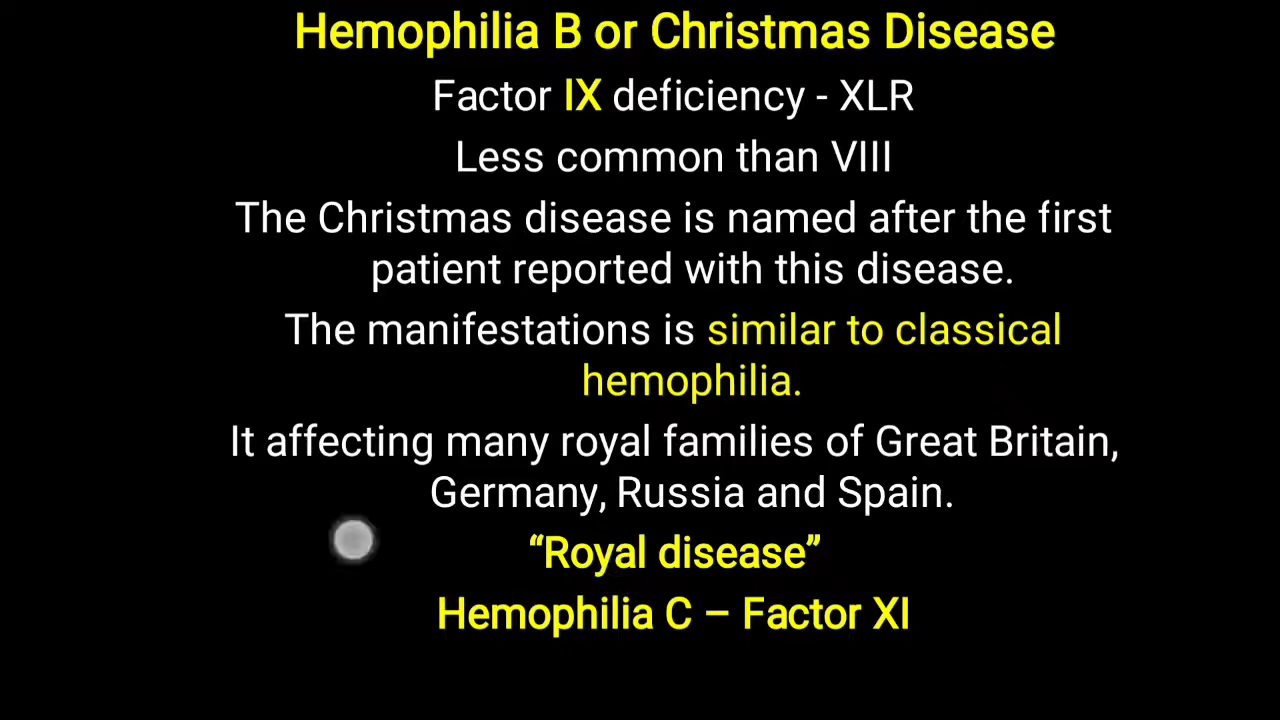 Hemophilia B or Christmas Disease
Factor IX deficiency - XLR
Less common than VIII
The Christmas disease is named after the first
patient reported with this disease.
The manifestations is similar to classical
hemophilia.
It affecting many royal families of Great Britain,
Germany, Russia and Spain.
“Royal disease”
Hemophilia C – Factor XI